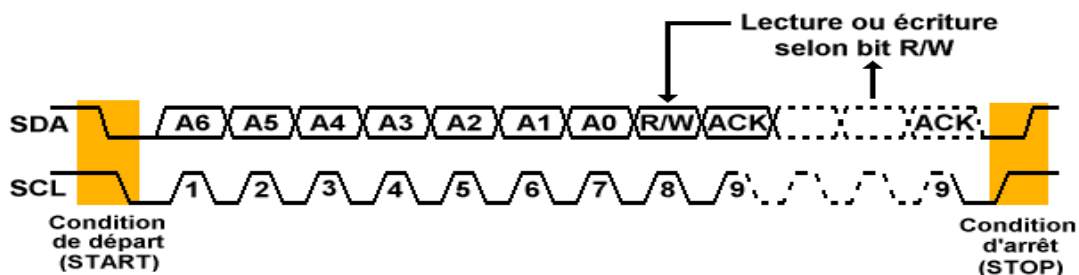 Lecture ou écriture
selon bit R/W
SDA A6 A5 A4 A3 A2 A1 A0 R/W ACK ACK
SCL 1 2 3 4 5 6 7 8 9 9
Condition
de départ
(START)
Condition
d'arrêt
(STOP)